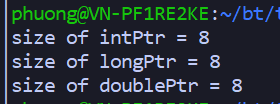 phuong@VN-PF1RE2KE:~/bt/
size of intPtr = 8
size of longPtr = 8
size of doublePtr = 8